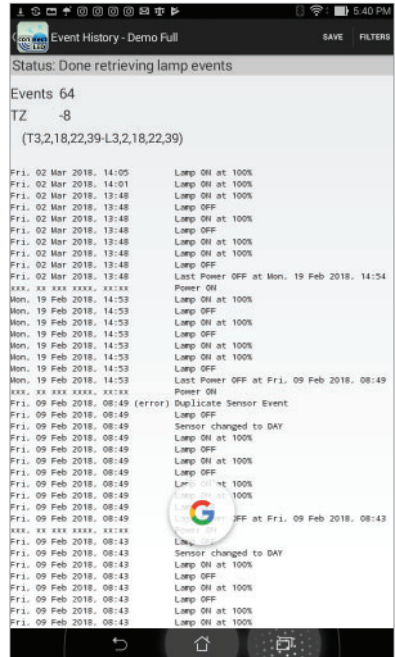 5:40 PM
connect LED
Event History - Demo Full SAVE FILTERS
Status: Done retrieving lamp events
Events 64
TZ -8
(T3,2,18,22,39-L3,2,18,22,39)
Fri. 02 Mar 2018. 14:05 Lamp ON at 100%
Fri. 02 Mar 2018. 14:01 Lamp ON at 100%
Fri. 02 Mar 2018. 13:48 Lamp ON at 100%
Fri. 02 Mar 2018. 13:48 Lamp OFF
Fri. 02 Mar 2018. 13:48 Lamp ON at 100%
Fri. 02 Mar 2018. 13:48 Lamp OFF
Fri. 02 Mar 2018. 13:48 Lamp ON at 100%
Fri. 02 Mar 2018. 13:48 Lamp ON at 100%
Fri. 02 Mar 2018. 13:48 Lamp OFF
Fri. 02 Mar 2018. 13:48 Last Power OFF at Mon. 19 Feb 2018. 14:54
xxx. xx xxx xxxx. xx:xx Power ON
Mon. 19 Feb 2018. 14:53 Lamp ON at 100%
Mon. 19 Feb 2018. 14:53 Lamp OFF
Mon. 19 Feb 2018. 14:53 Lamp ON at 100%
Mon. 19 Feb 2018. 14:53 Lamp OFF
Mon. 19 Feb 2018. 14:53 Lamp ON at 100%
Mon. 19 Feb 2018. 14:53 Lamp ON at 100%
Mon. 19 Feb 2018. 14:53 Lamp OFF
Mon. 19 Feb 2018. 14:53 Last Power OFF at Fri. 09 Feb 2018. 08:49
xxx. xx xxx xxxx. xx:xx Power ON
Fri. 09 Feb 2018. 08:49 (error) Duplicate Sensor Event
Fri. 09 Feb 2018. 08:49 Lamp OFF
Fri. 09 Feb 2018. 08:49 Sensor changed to DAY
Fri. 09 Feb 2018. 08:49 Lamp ON at 100%
Fri. 09 Feb 2018. 08:49 Lamp OFF
Fri. 09 Feb 2018. 08:49 Lamp ON at 100%
Fri. 09 Feb 2018. 08:49 Lamp OFF
Fri. 09 Feb 2018. 08:49 at 100%
Fri. 09 Feb 2018. 08:49 at 100%
Fri. 09 Feb 2018. 08:49
Fri. 09 Feb 2018. 08:49 OFF at Fri. 09 Feb 2018. 08:43
xxx. xx xxx xxxx. xx:xx
Fri. 09 Feb 2018. 08:43 Lamp OFF
Fri. 09 Feb 2018. 08:43 Sensor changed to DAY
Fri. 09 Feb 2018. 08:43 Lamp ON at 100%
Fri. 09 Feb 2018. 08:43 Lamp OFF
Fri. 09 Feb 2018. 08:43 Lamp ON at 100%
Fri. 09 Feb 2018. 08:43 Lamp OFF
Fri. 09 Feb 2018. 08:43 Lamp ON at 100%
Fri. 09 Feb 2018. 08:43 Lamp ON at 100%